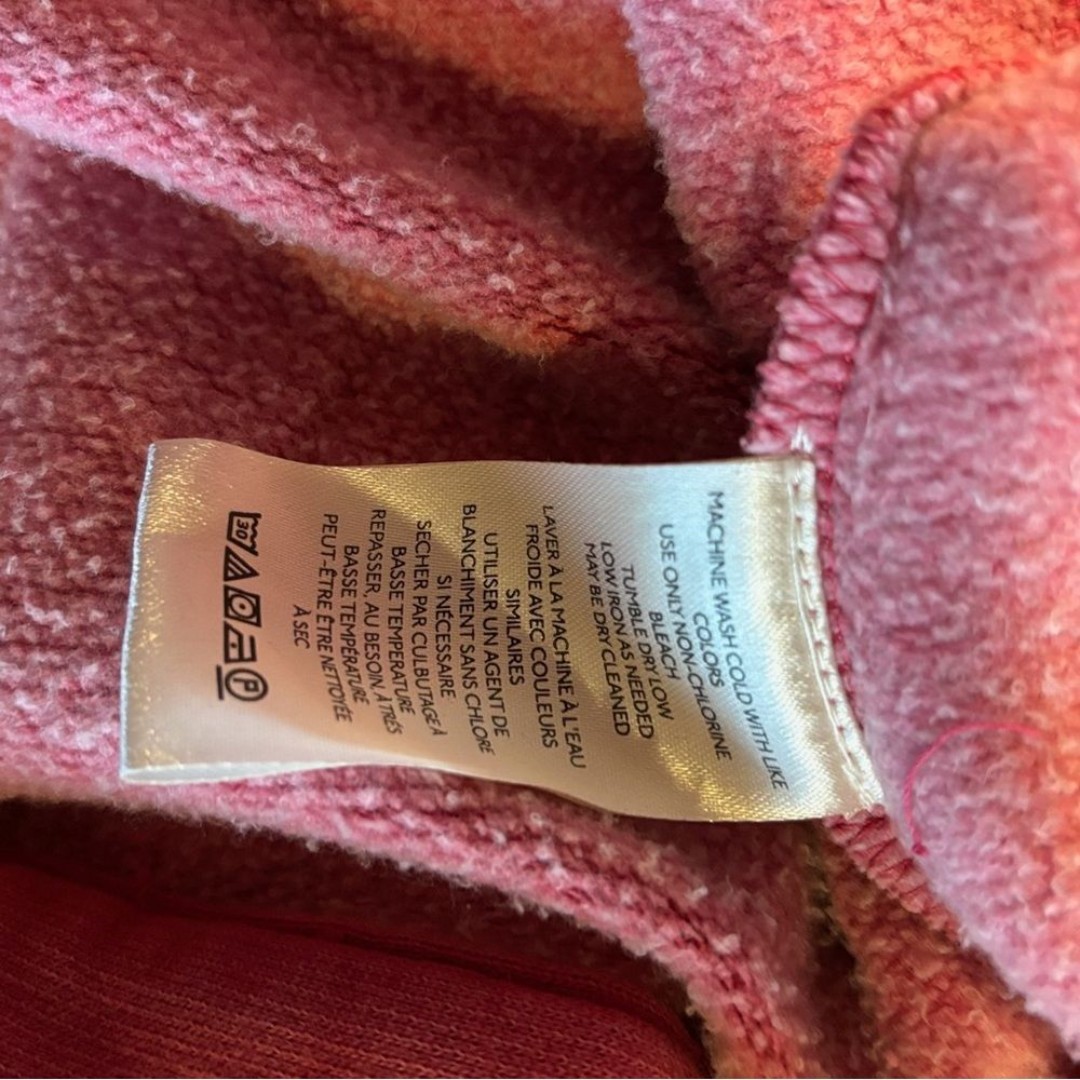 MACHINE WASH COLD WITH LIKE
COLORS
USE ONLY NON-CHLORINE
BLEACH
TUMBLE DRY LOW
LOW IRON AS NEEDED
MAY BE DRY CLEANED
LAVER À LA MACHINE À L'EAU
FROIDE AVEC COULEURS
SIMILAIRES
UTILISER UN AGENT DE
BLANCHIMENT SANS CHLORE
SI NÉCESSAIRE
SECHER PAR CULBUTAGE À
BASSE TEMPERATURE
REPASSER, AU BESOIN, À TRÈS
BASSE TEMPÉRATURE
PEUT-ÊTRE ÊTRE NETTOYÉE
À SEC
30 P